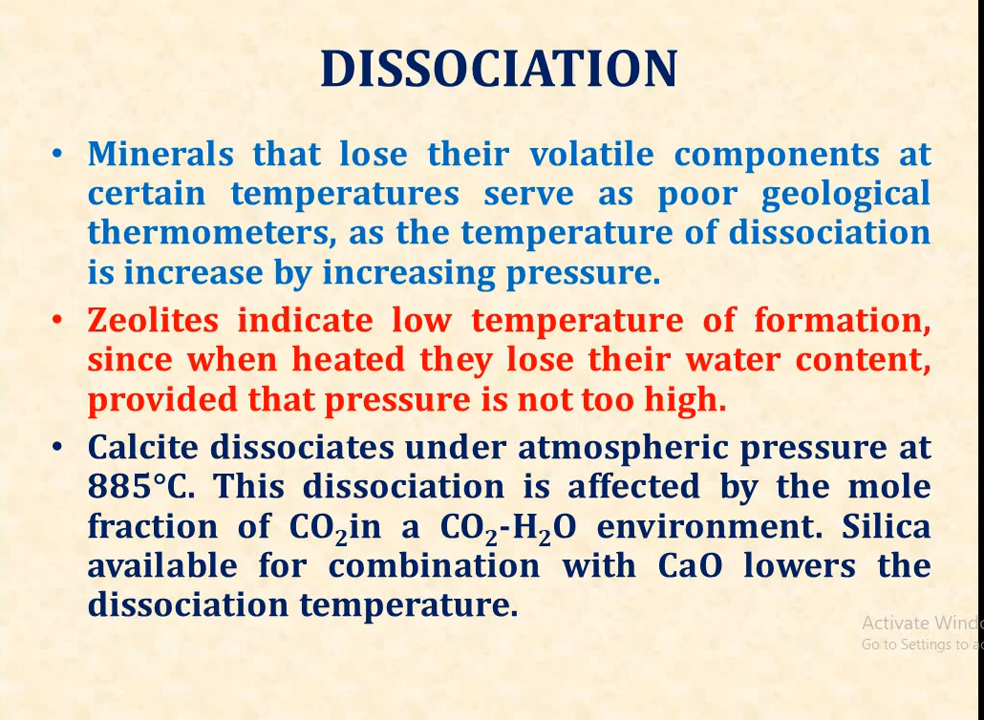 DISSOCIATION
• Minerals that lose their volatile components at
certain temperatures serve as poor geological
thermometers, as the temperature of dissociation
is increase by increasing pressure.
• Zeolites indicate low temperature of formation,
since when heated they lose their water content,
provided that pressure is not too high.
• Calcite dissociates under atmospheric pressure at
885°C. This dissociation is affected by the mole
fraction of CO₂in a CO₂-H₂O environment. Silica
available for combination with CaO lowers the
dissociation temperature.
Activate Windo
Go to Settings to ac